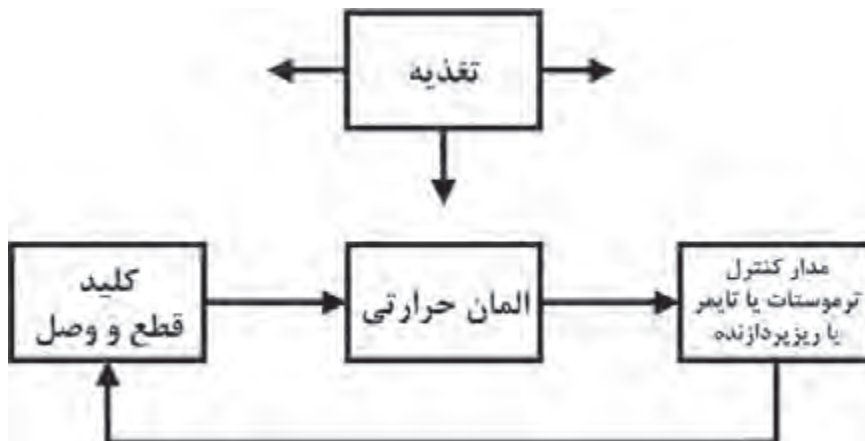 تغذیه
مدار کنترل
ترموستات یا تایمر
یا ریزپردازنده
المان حرارتی
کلید
قطع و وصل